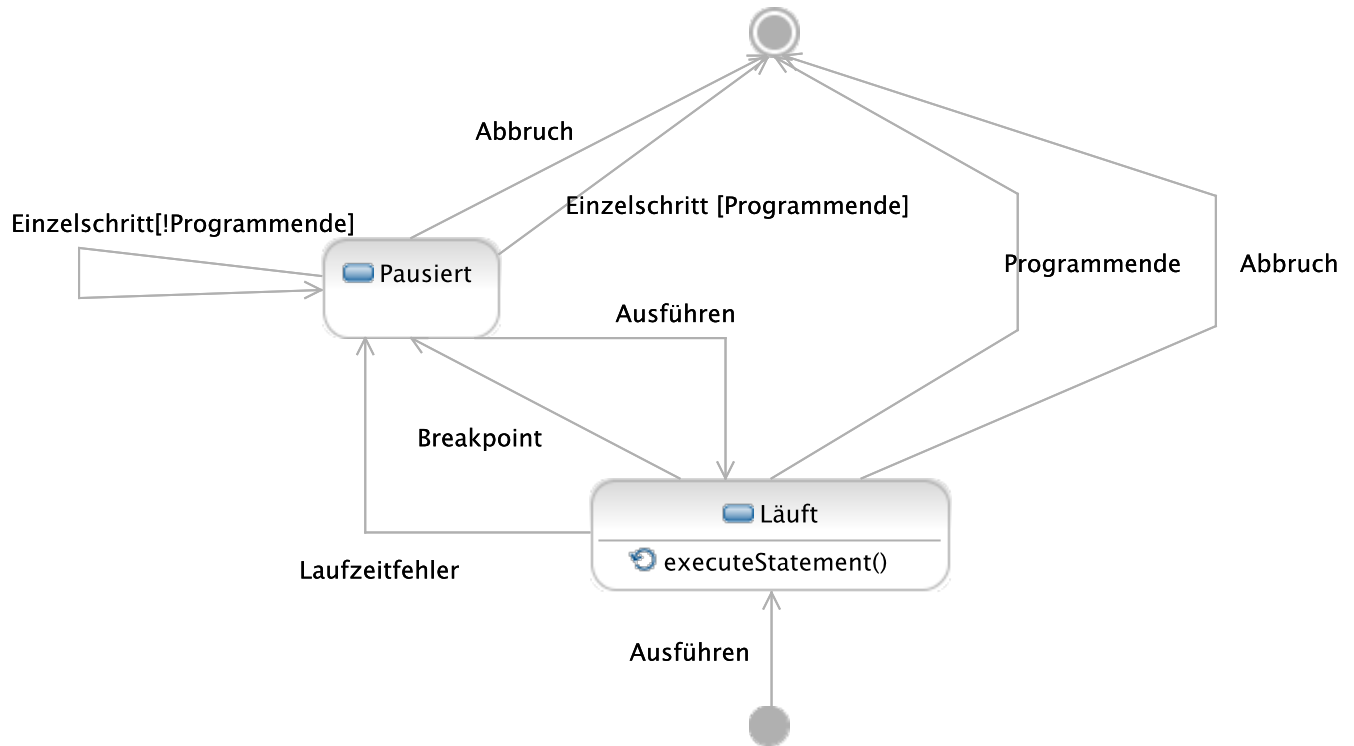 Abbruch
Einzelschritt [Programmende]
Einzelschritt[!Programmende]
Pausiert
Programmende
Abbruch
Ausführen
Breakpoint
Läuft
executeStatement()
Laufzeitfehler
Ausführen